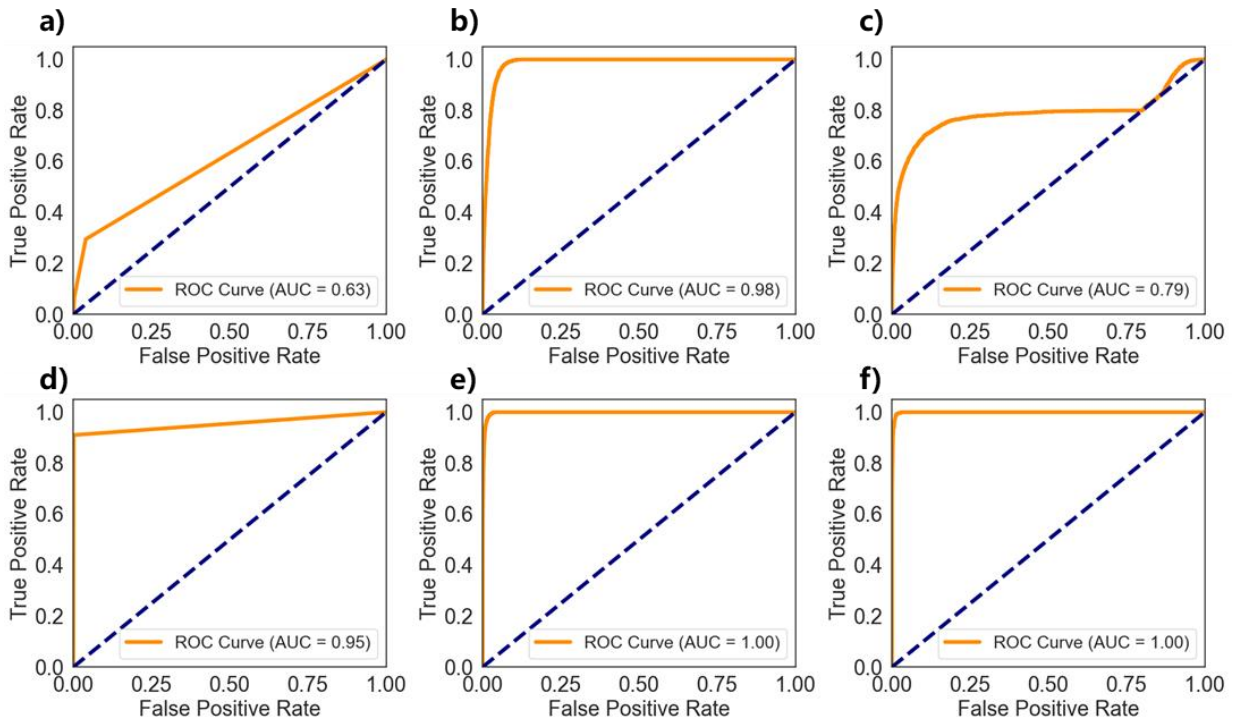 a)
1.0
0.8
0.6
0.4
0.2
0.0
True Positive Rate
ROC Curve (AUC = 0.63)
0.00 0.25 0.50 0.75 1.00
False Positive Rate
b)
1.0
0.8
0.6
0.4
0.2
0.0
True Positive Rate
ROC Curve (AUC = 0.98)
0.00 0.25 0.50 0.75 1.00
False Positive Rate
c)
1.0
0.8
0.6
0.4
0.2
0.0
True Positive Rate
ROC Curve (AUC = 0.79)
0.00 0.25 0.50 0.75 1.00
False Positive Rate
d)
1.0
0.8
0.6
0.4
0.2
0.0
True Positive Rate
ROC Curve (AUC = 0.95)
0.00 0.25 0.50 0.75 1.00
False Positive Rate
e)
1.0
0.8
0.6
0.4
0.2
0.0
True Positive Rate
ROC Curve (AUC = 1.00)
0.00 0.25 0.50 0.75 1.00
False Positive Rate
f)
1.0
0.8
0.6
0.4
0.2
0.0
True Positive Rate
ROC Curve (AUC = 1.00)
0.00 0.25 0.50 0.75 1.00
False Positive Rate